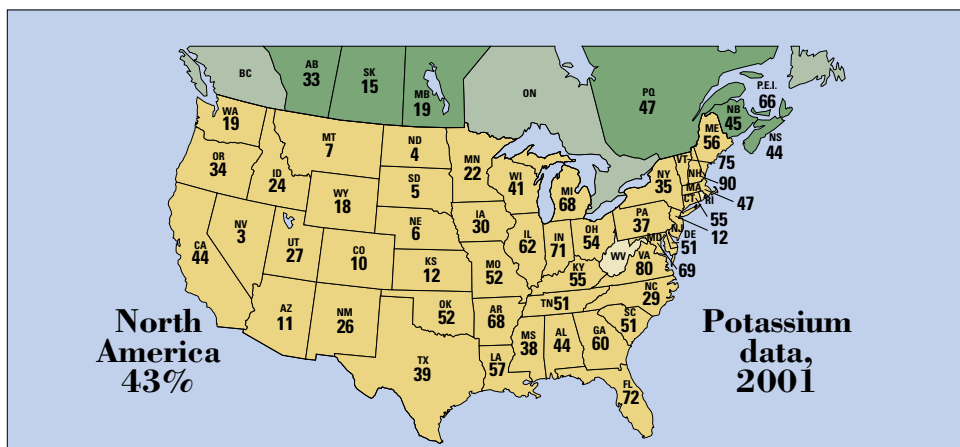 BC
AB
33
SK
15
MB
19
ON
PQ
47
P.E.I.
66
NB
45
NS
44
WA
19
MT
7
ND
4
MN
22
ME
56
OR
34
ID
24
SD
5
WI
41
MI
68
NY
35
VT
NH
75
90
MA
47
CT
RI
55
12
WY
18
NE
6
IA
30
PA
37
NJ
NV
3
UT
27
CA
44
CO
10
KS
12
MO
52
IL
62
IN
71
OH
54
WV
MD
DE
51
69
VA
80
KY
55
NC
29
TN 51
AZ
11
NM
26
OK
52
AR
68
SC
51
MS
38
AL
44
GA
60
TX
39
LA
57
FL
72
North
America
43%
Potassium
data,
2001